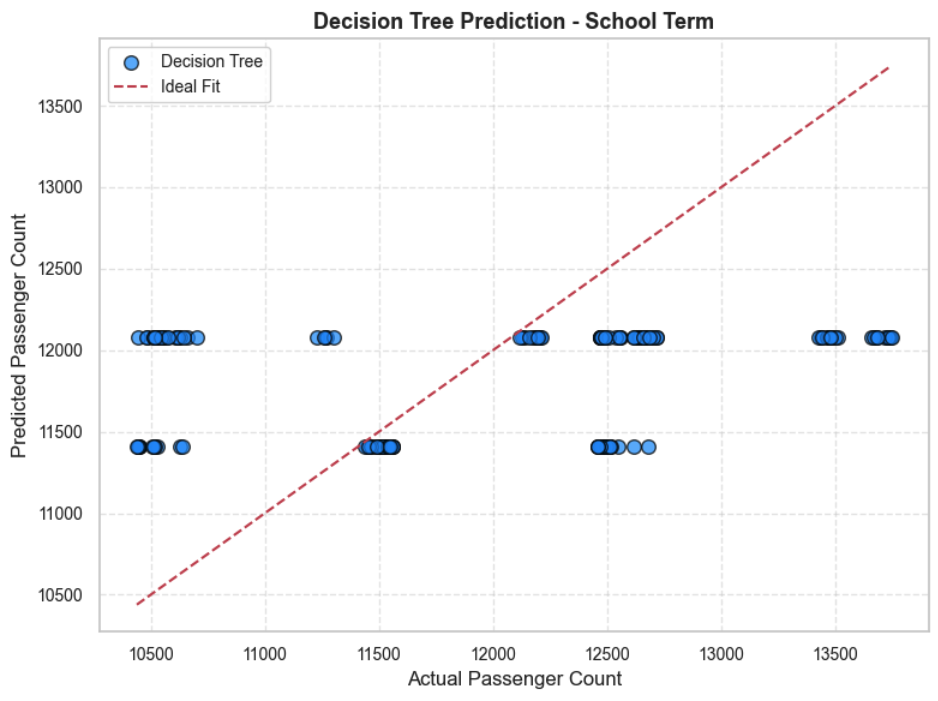 Decision Tree Prediction - School Term
Decision Tree
Ideal Fit
Predicted Passenger Count
13500
13000
12500
12000
11500
11000
10500
10500
11000
11500
12000
12500
13000
13500
Actual Passenger Count